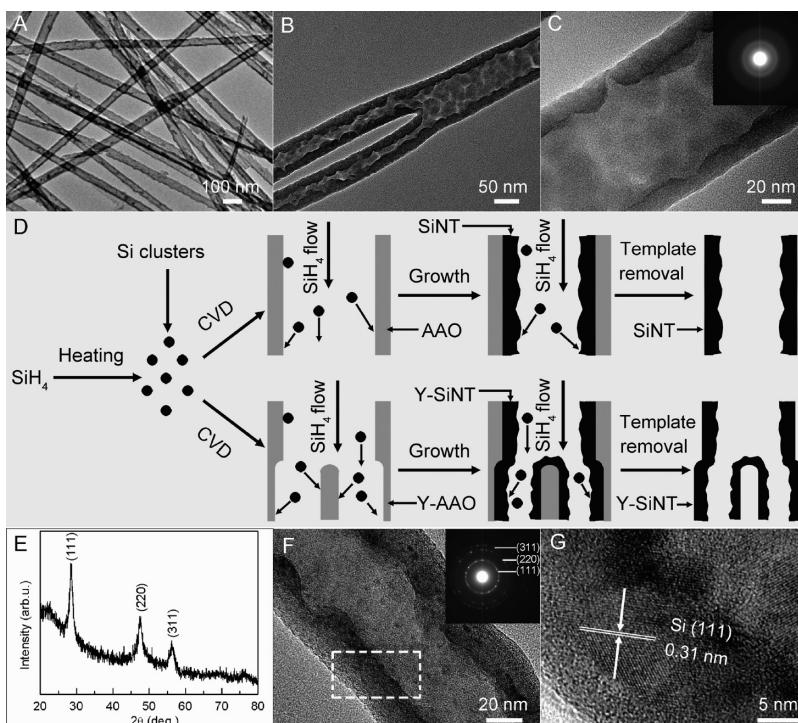 A
100 nm
B
50 nm
C
20 nm
D
Si clusters
SiH₄
Heating
CVD
CVD
SiH₄ flow
AAO
Growth
SiNT
SiH₄ flow
Template
removal
SiNT
SiH₄ flow
Y-AAO
Growth
Y-SiNT
SiH₄ flow
Template
removal
Y-SiNT
E
Intensity (arb.u.)
(111)
(220)
(311)
20 30 40 50 60 70 80
2θ (deg.)
F
(311)
(220)
(111)
20 nm
G
Si (111)
0.31 nm
5 nm